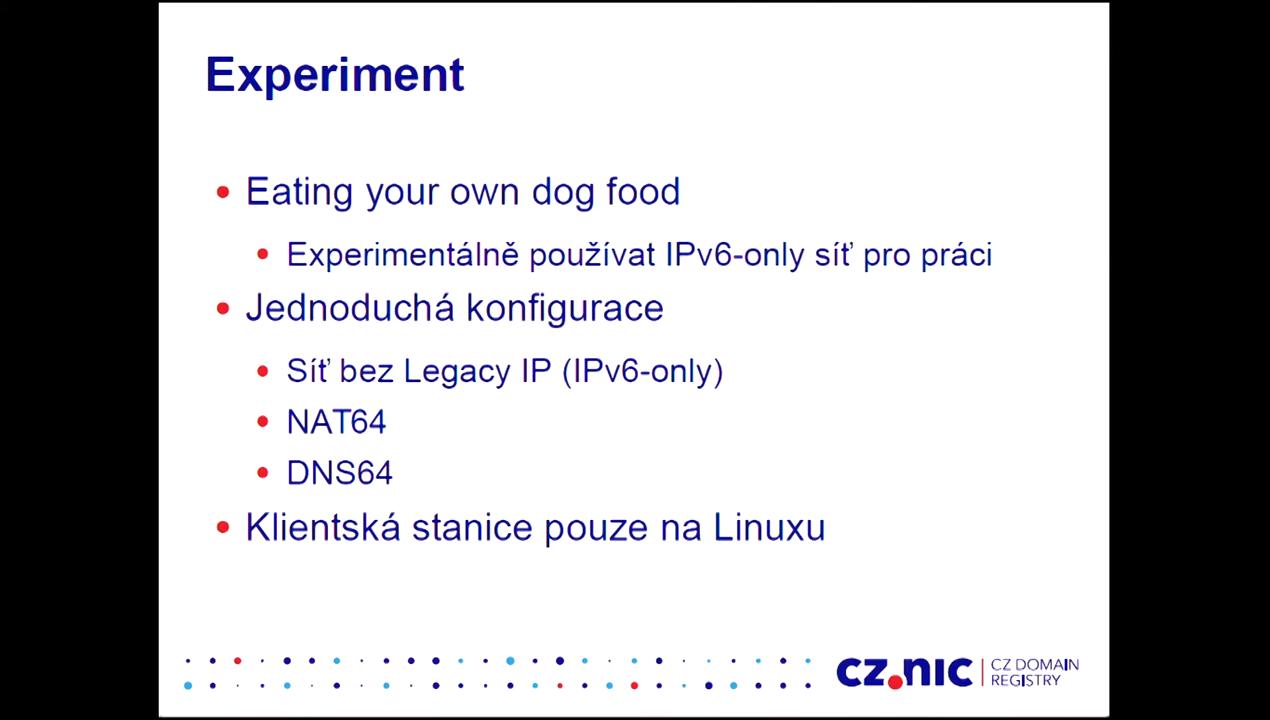 Experiment
Eating your own dog food
Experimentálně používat IPv6-only síť pro práci
Jednoduchá konfigurace
Síť bez Legacy IP (IPv6-only)
NAT64
DNS64
Klientská stanice pouze na Linuxu
CZ.NIC
CZ DOMAIN
REGISTRY